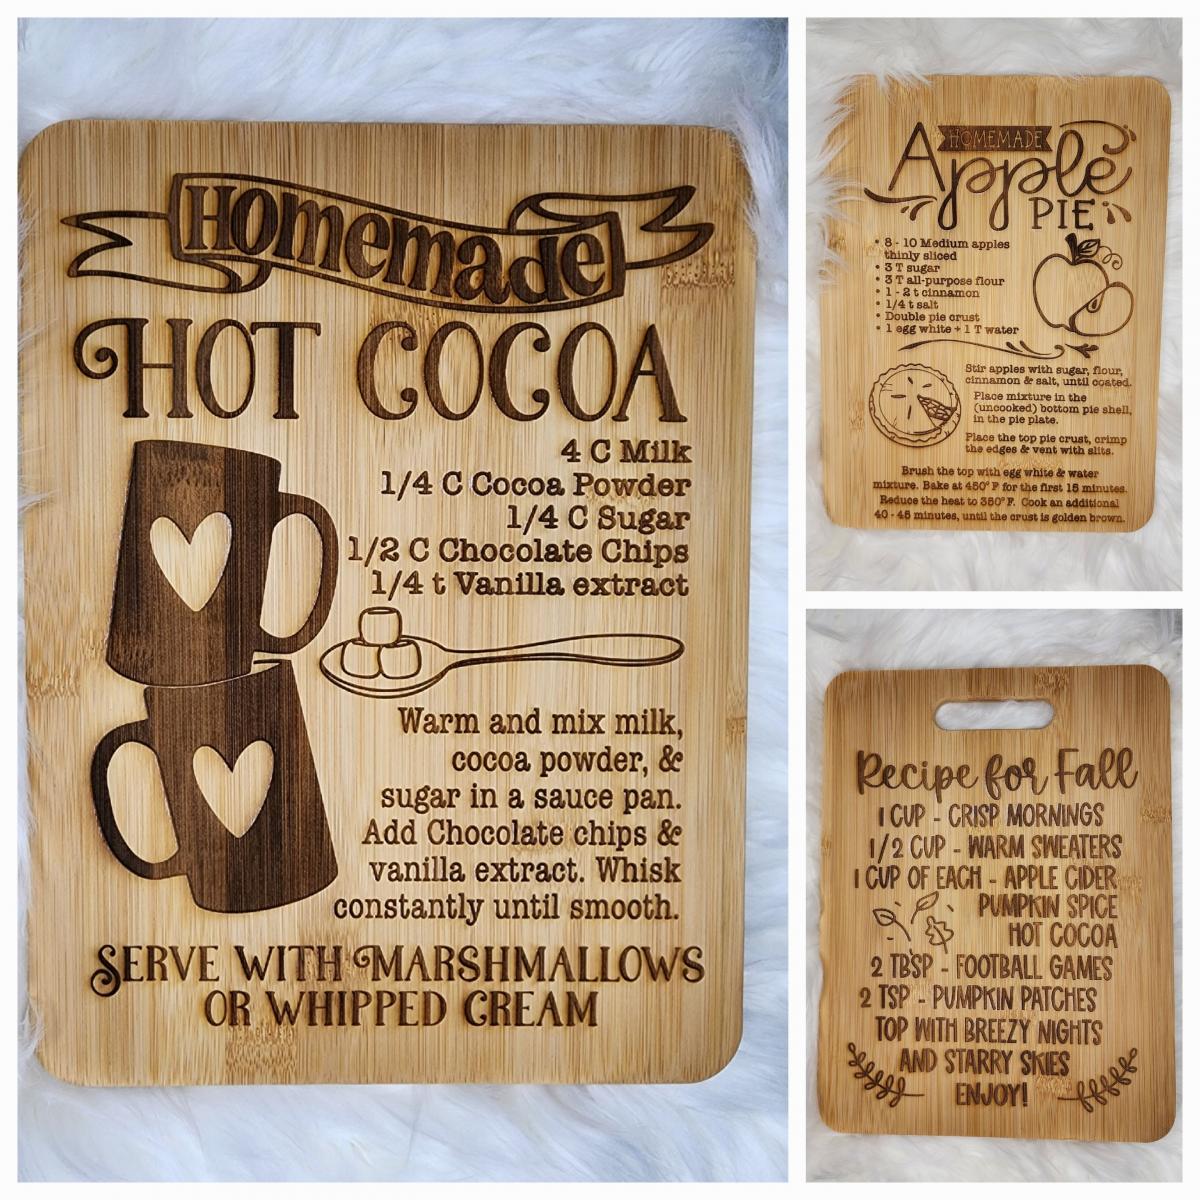 Homemade
HOT COCOA
4 C Milk
1/4 C Cocoa Powder
1/4 C Sugar
1/2 C Chocolate Chips
1/4 t Vanilla extract
Warm and mix milk,
cocoa powder, &
sugar in a sauce pan.
Add Chocolate chips &
vanilla extract. Whisk
constantly until smooth.
SERVE WITH MARSHMALLOWS
OR WHIPPED CREAM
HOMEMADE
Apple
PIE
• 8 - 10 Medium apples
thinly sliced
• 3 T sugar
• 3 T all-purpose flour
• 1 - 2 t cinnamon
• 1/4 t salt
• Double pie crust
• 1 egg white + 1 T water
Stir apples with sugar, flour,
cinnamon & salt, until coated.
Place mixture in the
(uncooked) bottom pie shell,
in the pie plate.
Place the top pie crust, crimp
the edges & vent with slits.
Brush the top with egg white & water
mixture. Bake at 450° F for the first 15 minutes.
Reduce the heat to 350° F. Cook an additional
40 - 45 minutes, until the crust is golden brown.
Recipe for Fall
1 CUP - CRISP MORNINGS
1/2 CUP - WARM SWEATERS
1 CUP OF EACH - APPLE CIDER
PUMPKIN SPICE
HOT COCOA
2 TBSP - FOOTBALL GAMES
2 TSP - PUMPKIN PATCHES
TOP WITH BREEZY NIGHTS
AND STARRY SKIES
ENJOY!